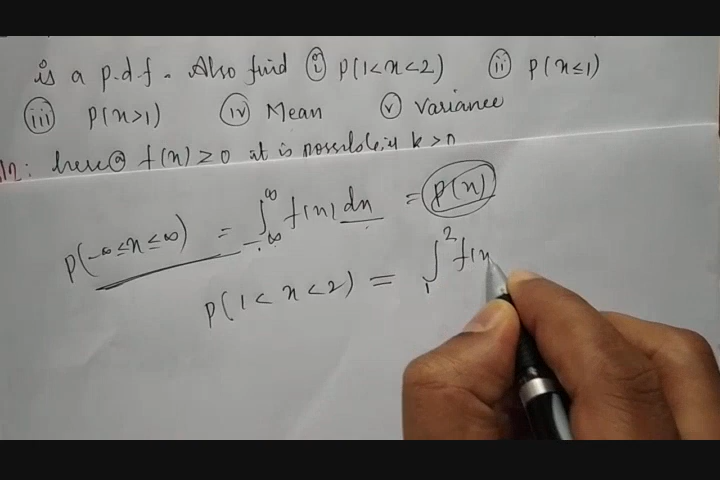 is a p.d.f. Also find (i) P(1<x<2) (ii) P(x≤1)
(iii) P(x>1) (iv) Mean (v) Variance
here f(x) ≥ 0 it is possible if k>0
P(-∞≤x≤∞) = ∫_{-∞}^{∞} f(x) dx = P(x)
P(1<x<2) = ∫_1^2 f(x